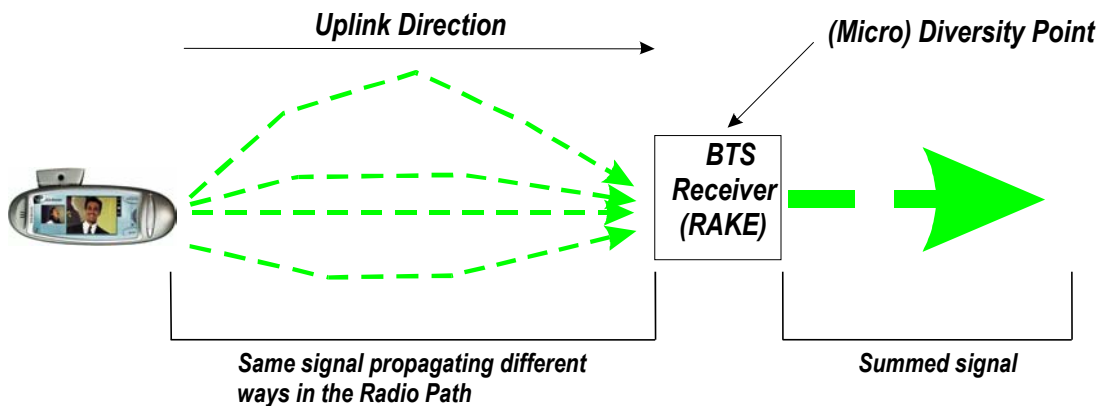 Uplink Direction
(Micro) Diversity Point
BTS
Receiver
(RAKE)
Same signal propagating different
ways in the Radio Path
Summed signal